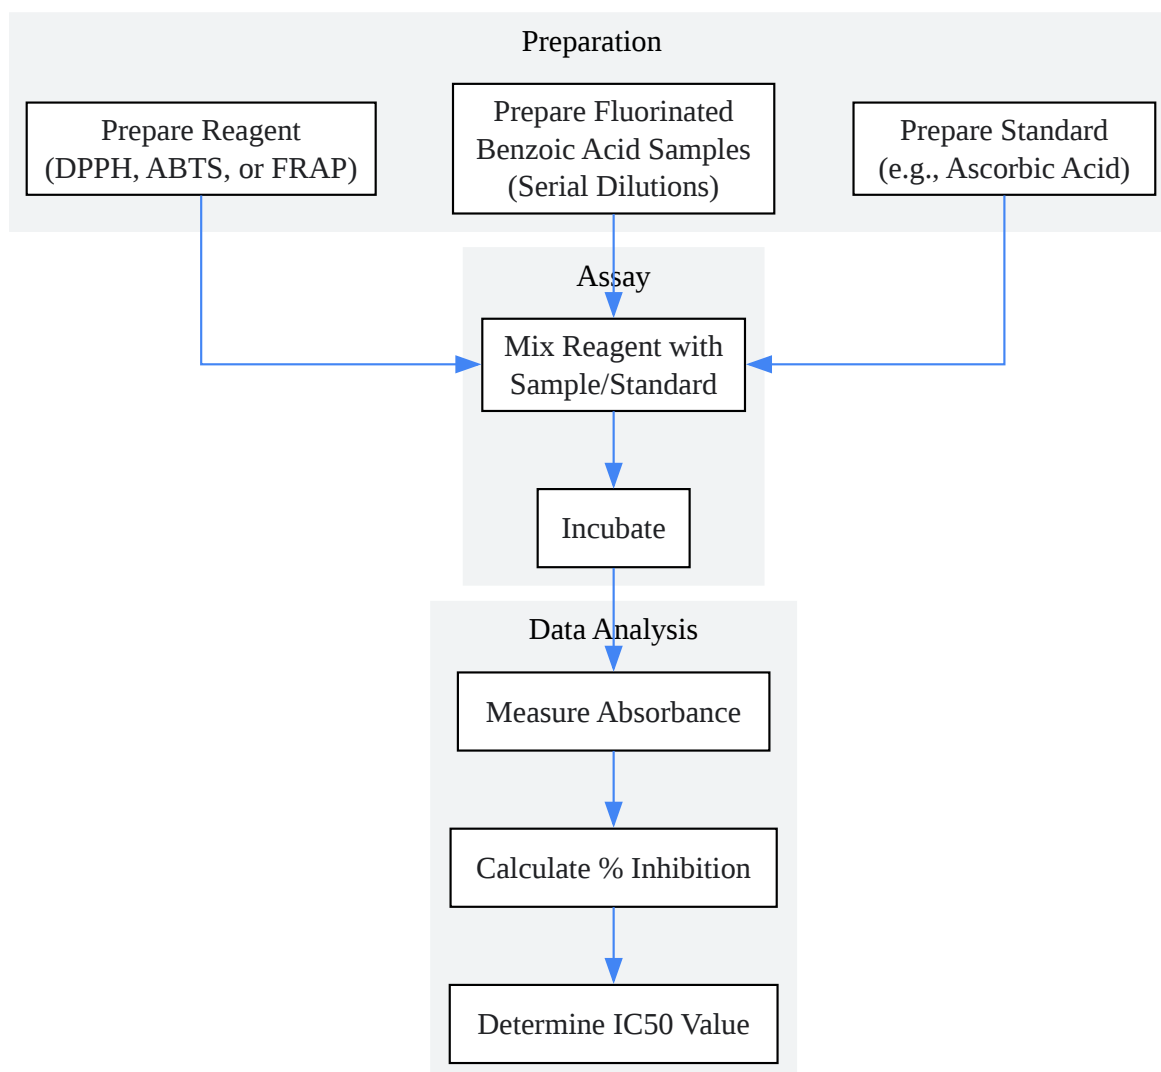 Preparation
Prepare Reagent
(DPPH, ABTS, or FRAP)
Prepare Fluorinated
Benzoic Acid Samples
(Serial Dilutions)
Prepare Standard
(e.g., Ascorbic Acid)
Assay
Mix Reagent with
Sample/Standard
Incubate
Data Analysis
Measure Absorbance
Calculate % Inhibition
Determine IC50 Value